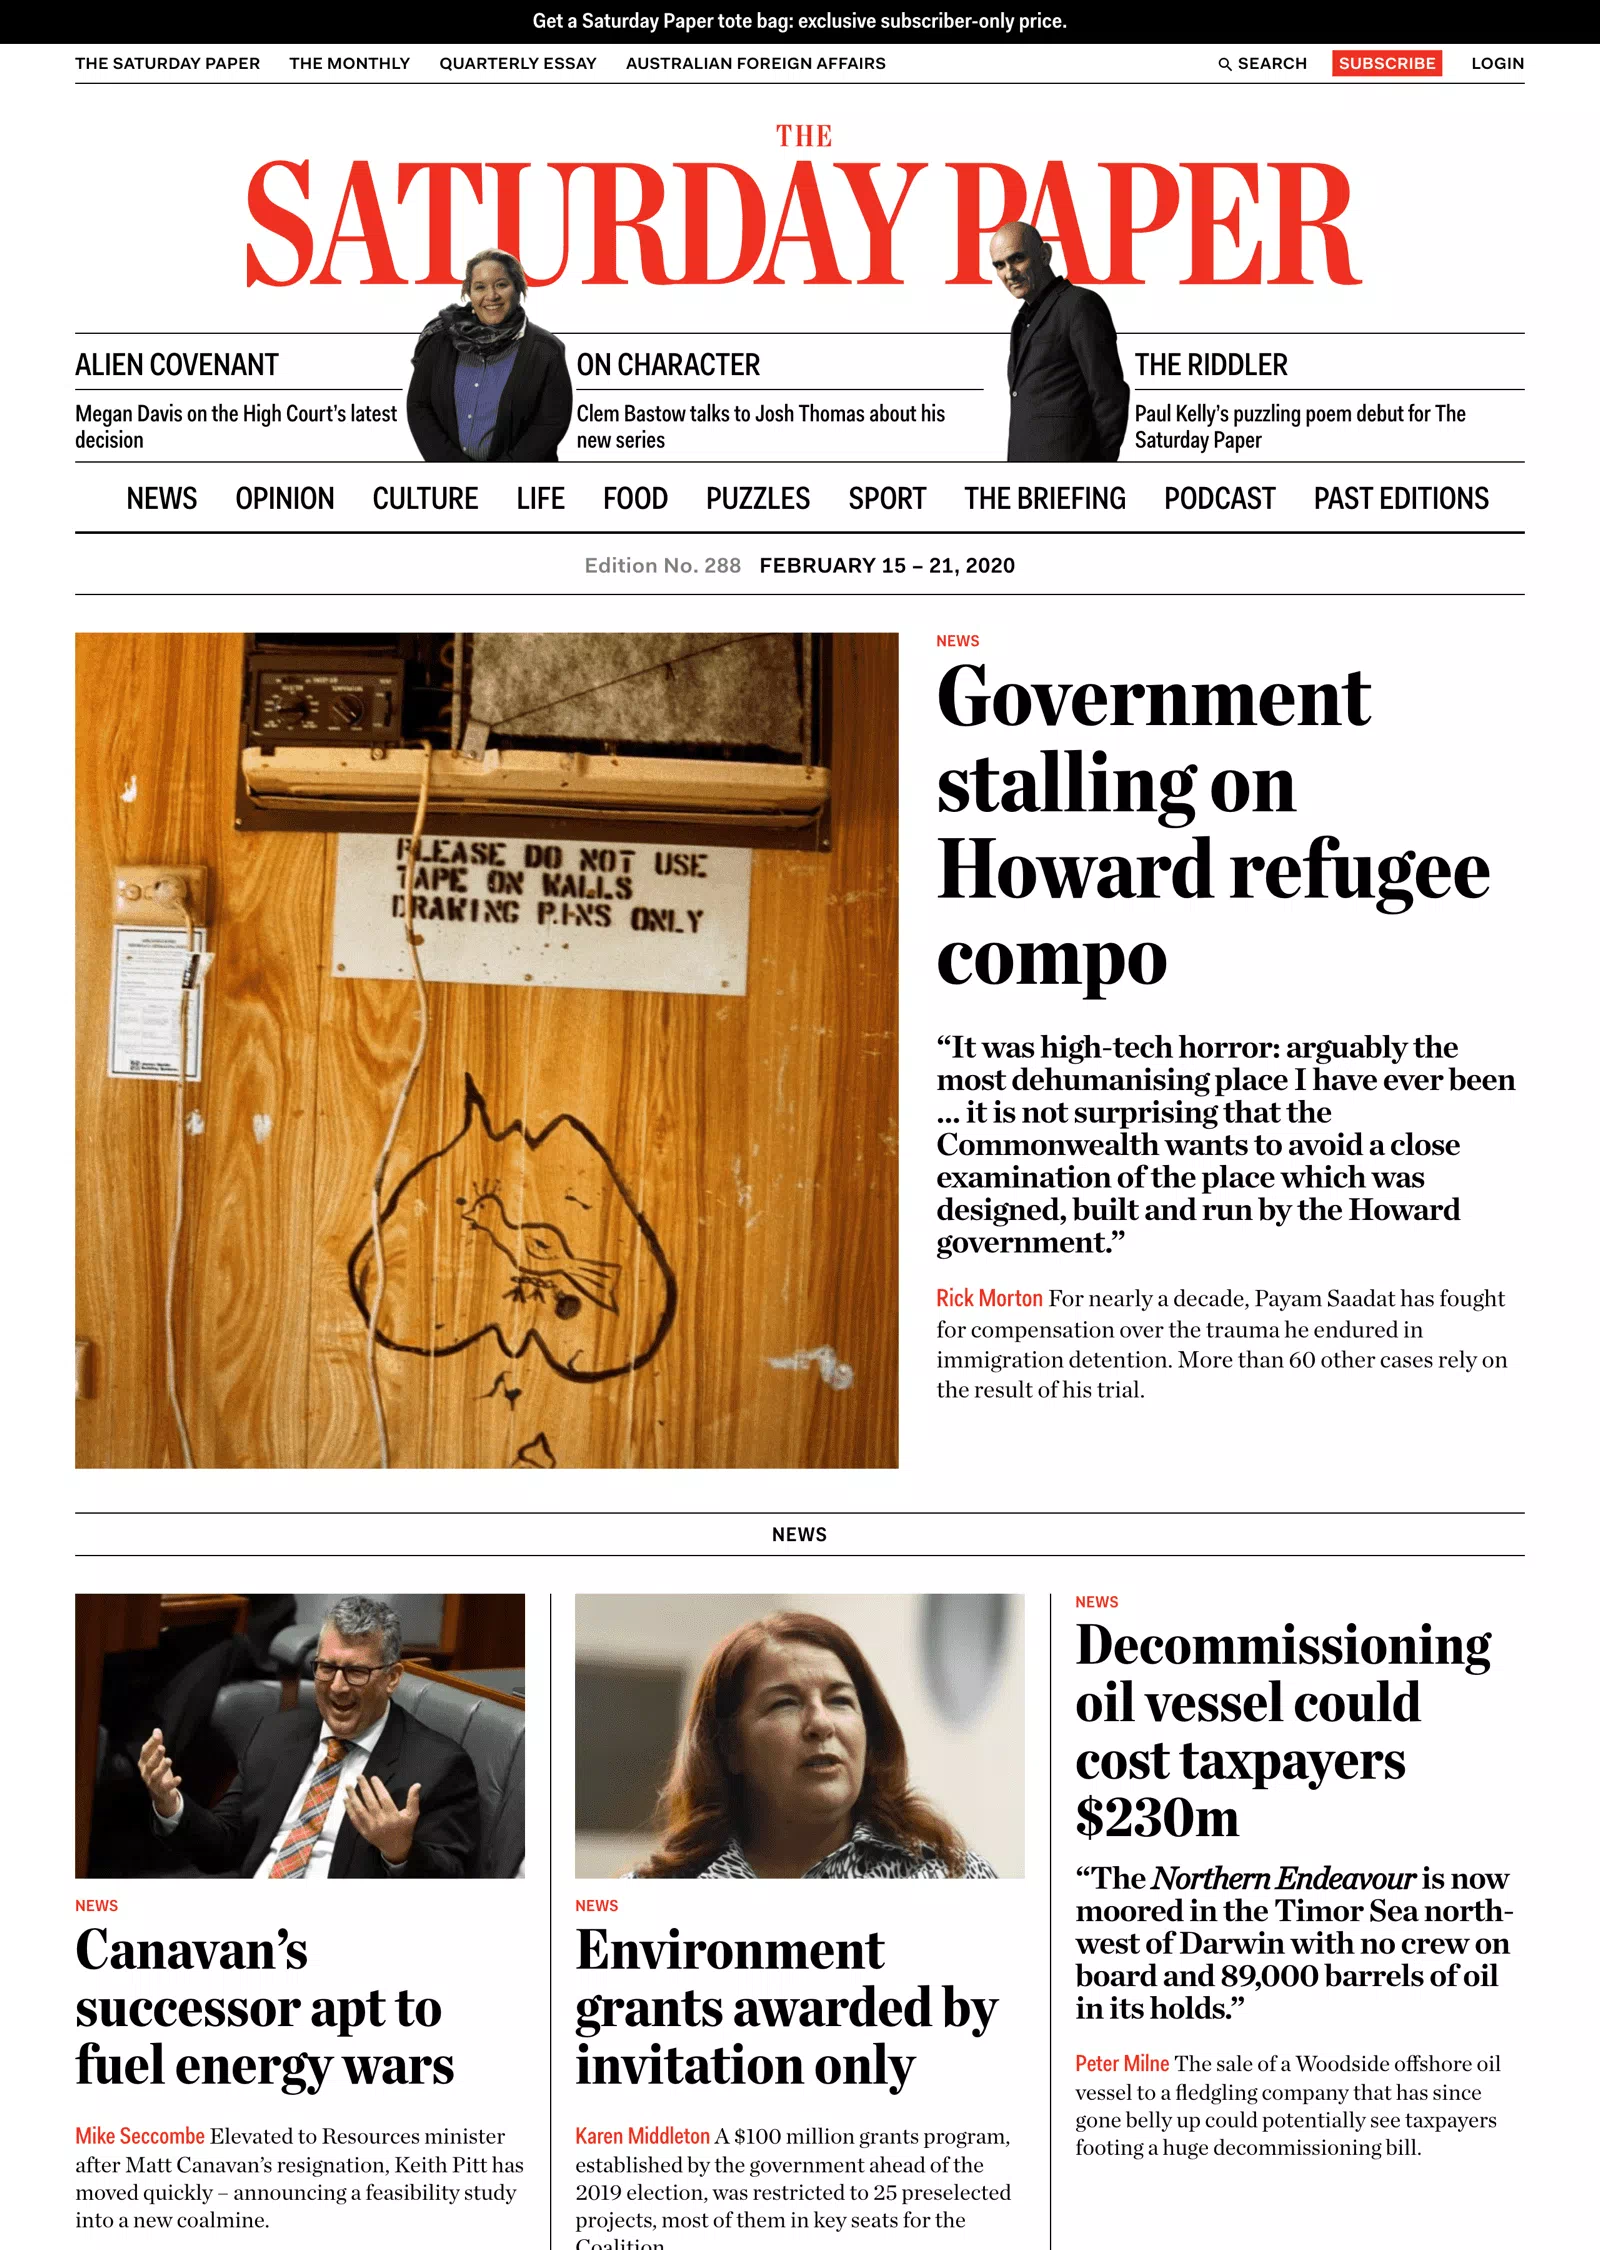 Get a Saturday Paper tote bag: exclusive subscriber-only price.
THE SATURDAY PAPER THE MONTHLY QUARTERLY ESSAY AUSTRALIAN FOREIGN AFFAIRS SEARCH SUBSCRIBE LOGIN
THE
SATURDAY PAPER
ALIEN COVENANT
Megan Davis on the High Court’s latest
decision
ON CHARACTER
Clem Bastow talks to Josh Thomas about his
new series
THE RIDDLER
Paul Kelly’s puzzling poem debut for The
Saturday Paper
NEWS OPINION CULTURE LIFE FOOD PUZZLES SPORT THE BRIEFING PODCAST PAST EDITIONS
Edition No. 288 FEBRUARY 15 – 21, 2020
PLEASE DO NOT USE
TAPE ON WALLS
DRAWING PINS ONLY
NEWS
Government
stalling on
Howard refugee
compo
“It was high-tech horror: arguably the
most dehumanising place I have ever been
... it is not surprising that the
Commonwealth wants to avoid a close
examination of the place which was
designed, built and run by the Howard
government.”
Rick Morton For nearly a decade, Payam Saadat has fought
for compensation over the trauma he endured in
immigration detention. More than 60 other cases rely on
the result of his trial.
NEWS
NEWS
Canavan’s
successor apt to
fuel energy wars
Mike Seccombe Elevated to Resources minister
after Matt Canavan’s resignation, Keith Pitt has
moved quickly – announcing a feasibility study
into a new coalmine.
NEWS
Environment
grants awarded by
invitation only
Karen Middleton A $100 million grants program,
established by the government ahead of the
2019 election, was restricted to 25 preselected
projects, most of them in key seats for the
Coalition.
NEWS
Decommissioning
oil vessel could
cost taxpayers
$230m
“The Northern Endeavour is now
moored in the Timor Sea north-
west of Darwin with no crew on
board and 89,000 barrels of oil
in its holds.”
Peter Milne The sale of a Woodside offshore oil
vessel to a fledgling company that has since
gone belly up could potentially see taxpayers
footing a huge decommissioning bill.